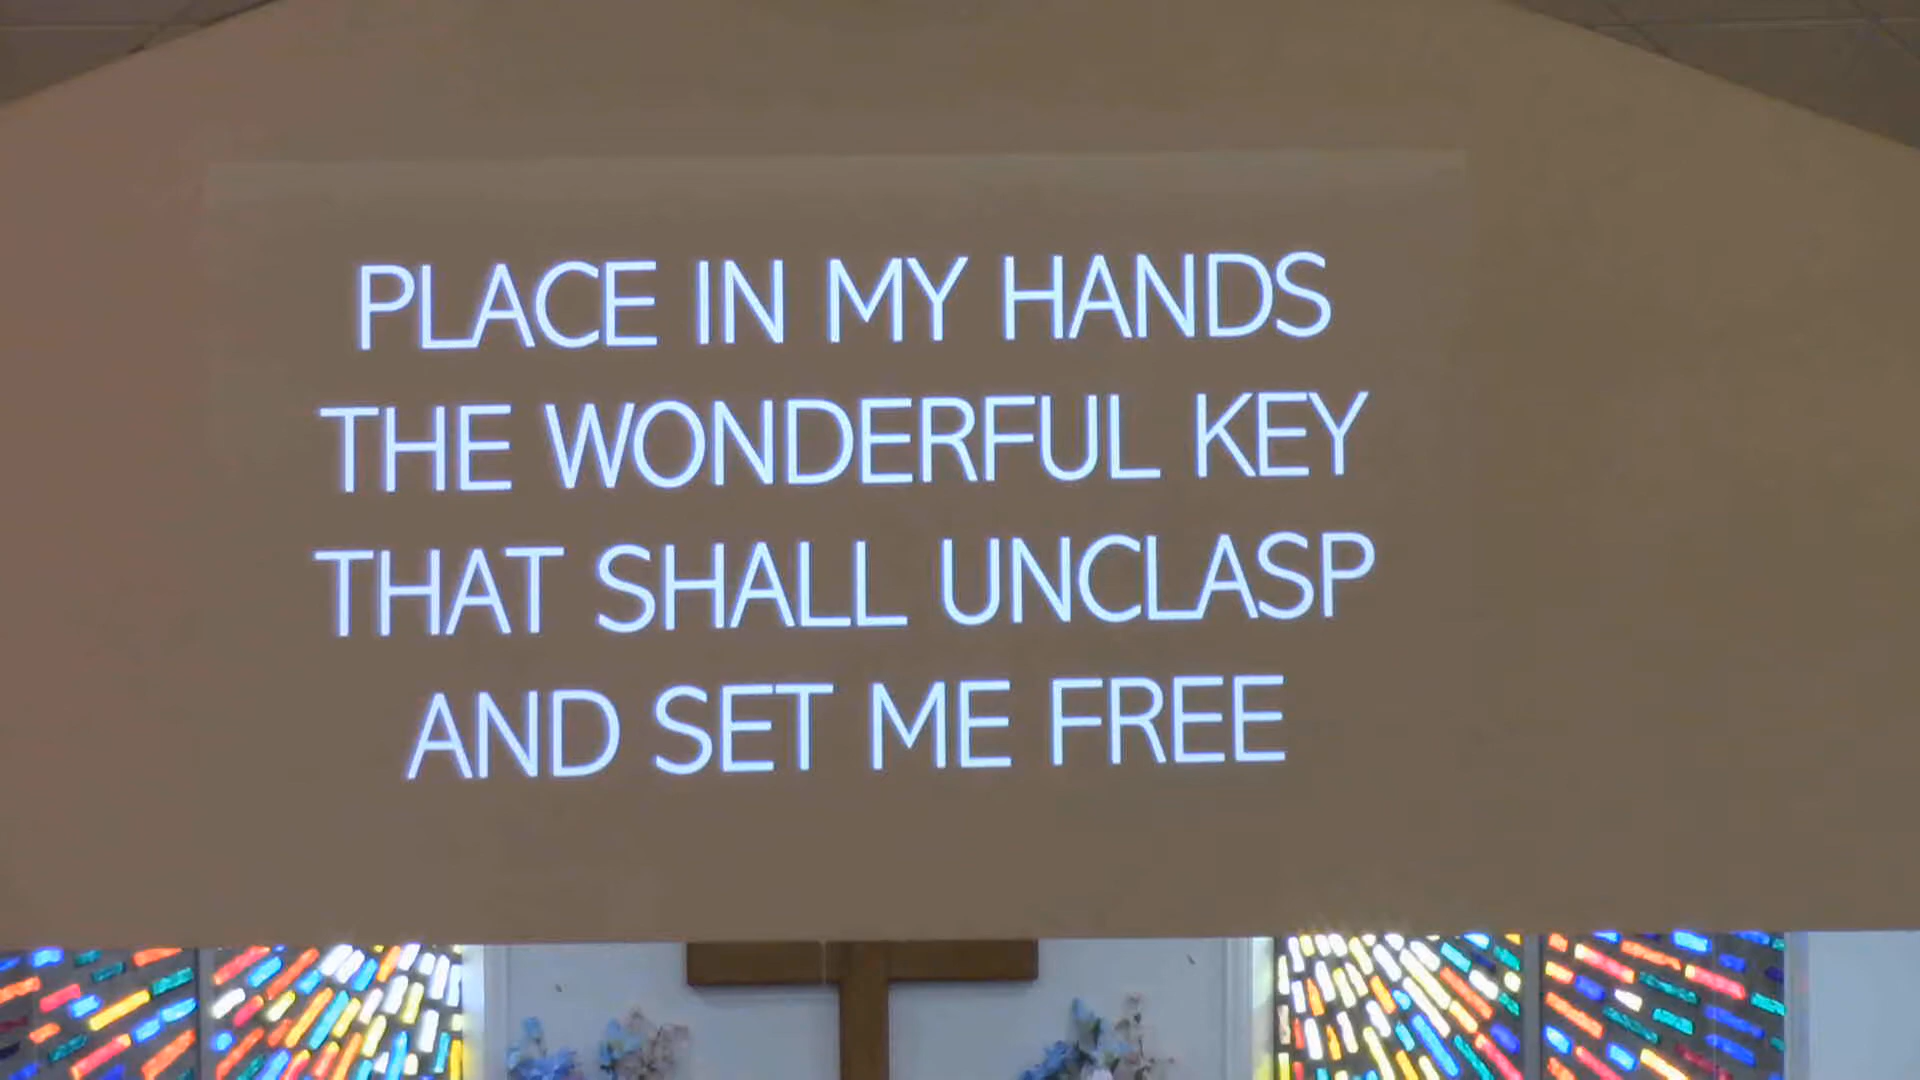 PLACE IN MY HANDS
THE WONDERFUL KEY
THAT SHALL UNCLASP
AND SET ME FREE